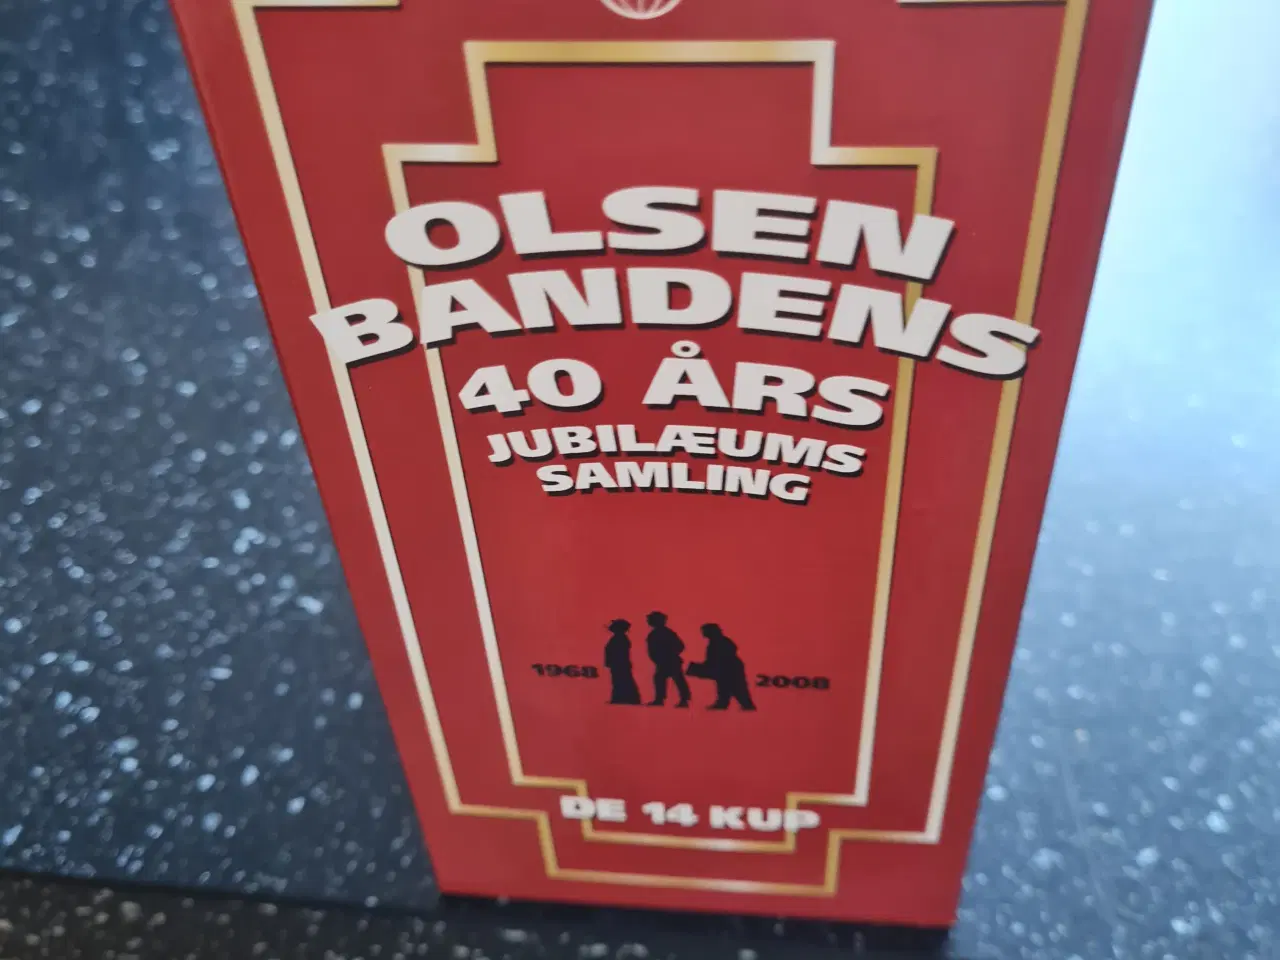 OLSEN
BANDENS
40 ÅRS
JUBILÆUMS
SAMLING
1968 2008
DE 14 KUP